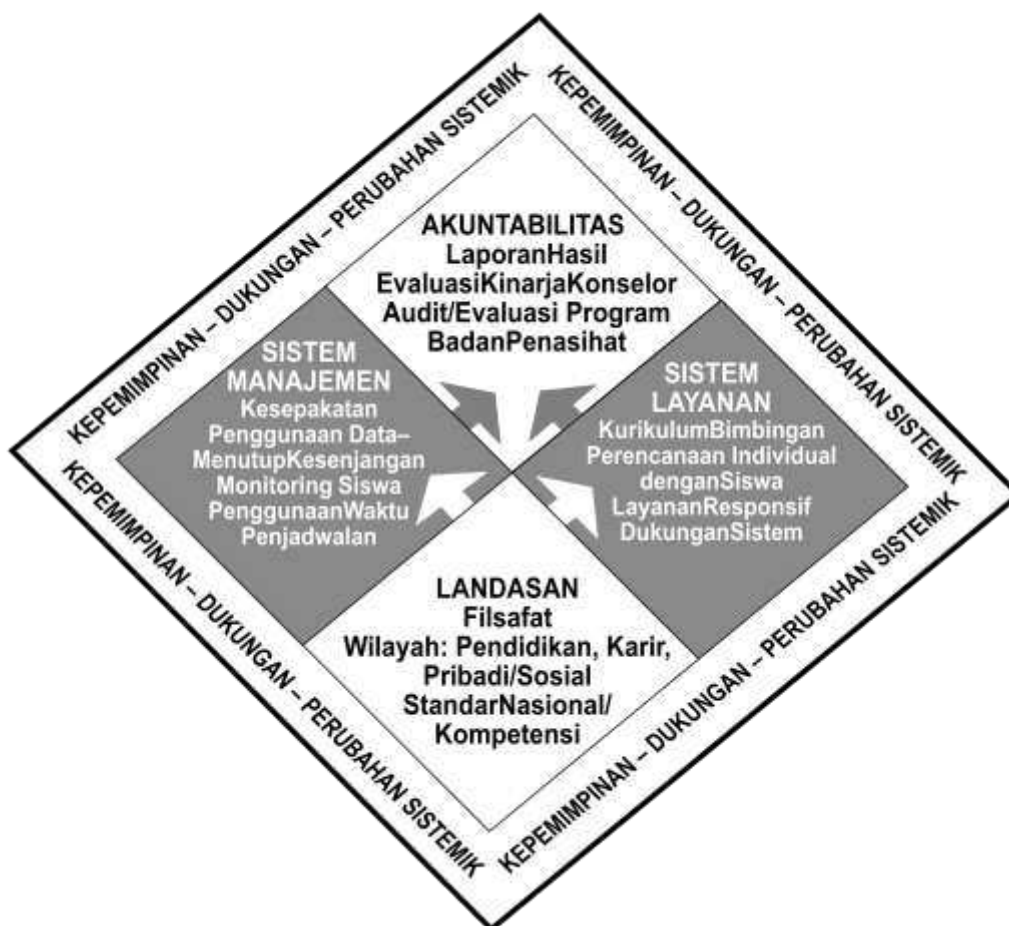 KEPEMIMPINAN – DUKUNGAN – PERUBAHAN SISTEMIK
KEPEMIMPINAN – DUKUNGAN – PERUBAHAN SISTEMIK
AKUNTABILITAS
LaporanHasil
EvaluasiKinarjaKonselor
Audit/Evaluasi Program
BadanPenasihat
SISTEM
MANAJEMEN
Kesepakatan
Penggunaan Data–
MenutupKesenjangan
Monitoring Siswa
PenggunaanWaktu
Penjadwalan
SISTEM
LAYANAN
KurikulumBimbingan
Perencanaan Individual
denganSiswa
LayananResponsif
DukunganSistem
LANDASAN
Filsafat
Wilayah: Pendidikan, Karir,
Pribadi/Sosial
StandarNasional/
Kompetensi
KEPEMIMPINAN – DUKUNGAN – PERUBAHAN SISTEMIK
KEPEMIMPINAN – DUKUNGAN – PERUBAHAN SISTEMIK